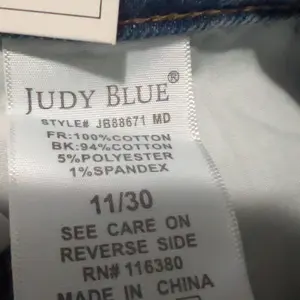 JUDY BLUE®
STYLE# JB88671 MD
FR:100%COTTON
BK:94%COTTON
5%POLYESTER
1%SPANDEX
11/30
SEE CARE ON
REVERSE SIDE
RN# 116380
MADE IN CHINA